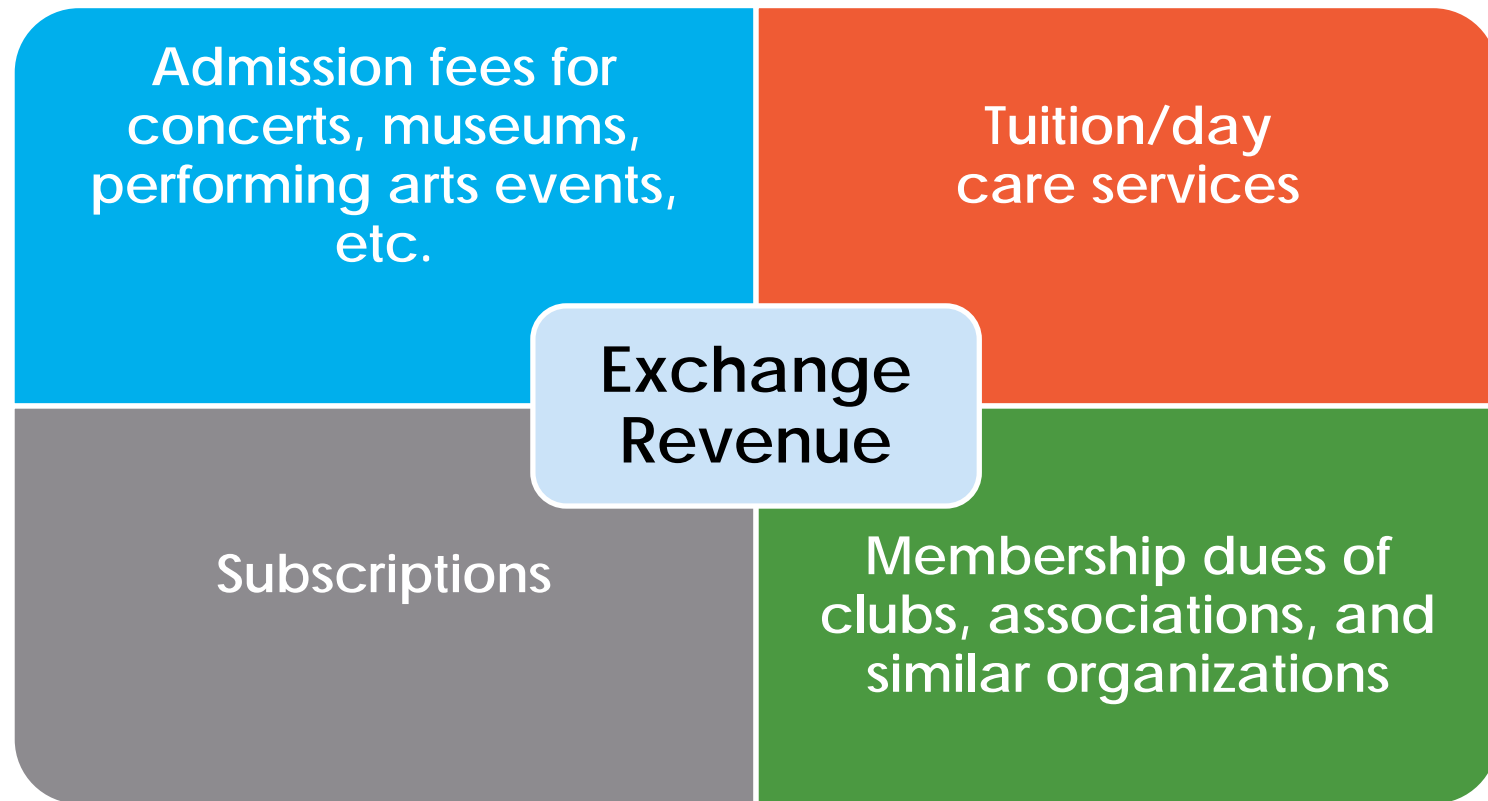 Admission fees for
concerts, museums,
performing arts events,
etc.
Tuition/day
care services
Exchange
Revenue
Subscriptions
Membership dues of
clubs, associations, and
similar organizations